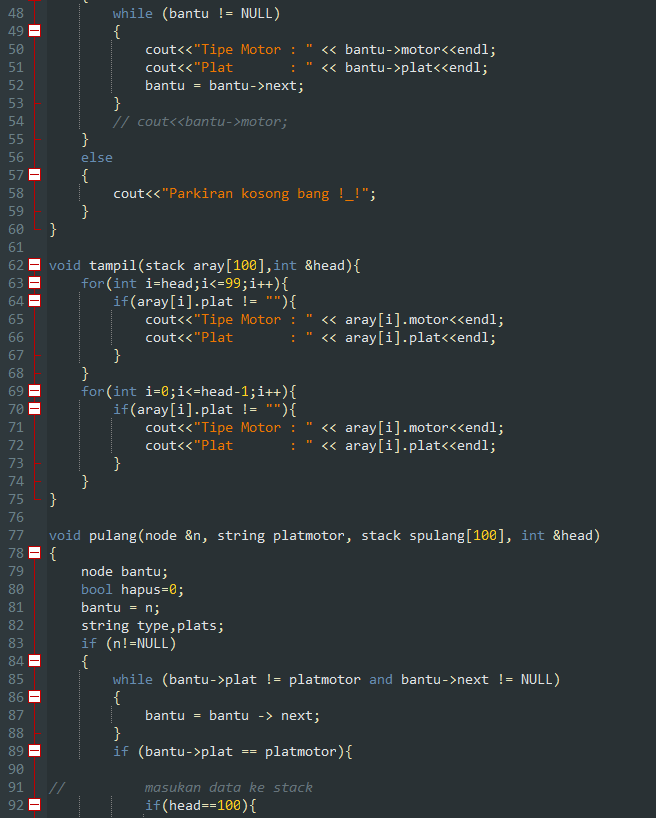 48 while (bantu != NULL)
49 {
50 cout<<"Tipe Motor : " << bantu->motor<<endl;
51 cout<<"Plat       : " << bantu->plat<<endl;
52 bantu = bantu->next;
53 }
54 // cout<<bantu->motor;
55 }
56 else
57 {
58 cout<<"Parkiran kosong bang !_!";
59 }
60 }
61
62 void tampil(stack aray[100],int &head){
63 for(int i=head;i<=99;i++){
64 if(aray[i].plat != ""){
65 cout<<"Tipe Motor : " << aray[i].motor<<endl;
66 cout<<"Plat       : " << aray[i].plat<<endl;
67 }
68 }
69 for(int i=0;i<=head-1;i++){
70 if(aray[i].plat != ""){
71 cout<<"Tipe Motor : " << aray[i].motor<<endl;
72 cout<<"Plat       : " << aray[i].plat<<endl;
73 }
74 }
75 }
76
77 void pulang(node &n, string platmotor, stack spulang[100], int &head)
78 {
79 node bantu;
80 bool hapus=0;
81 bantu = n;
82 string type,plats;
83 if (n!=NULL)
84 {
85 while (bantu->plat != platmotor and bantu->next != NULL)
86 {
87 bantu = bantu -> next;
88 }
89 if (bantu->plat == platmotor){
90
91 //          masukan data ke stack
92 if(head==100){